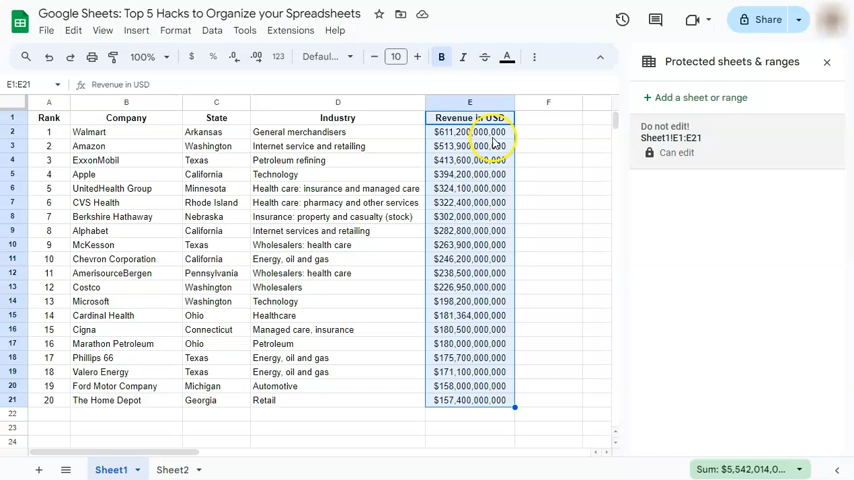 Google Sheets: Top 5 Hacks to Organize your Spreadsheets
Share
File Edit View Insert Format Data Tools Extensions Help
100% $ % .0 .00 123 Defaul... − 10 + B I S A
E1:E21 fx Revenue in USD
Protected sheets & ranges
+ Add a sheet or range
Do not edit!
Sheet1!E1:E21
Can edit
A B C D E F
1 Rank Company State Industry Revenue in USD
2 1 Walmart Arkansas General merchandisers $611,200,000,000
3 2 Amazon Washington Internet service and retailing $513,900,000,000
4 3 ExxonMobil Texas Petroleum refining $413,600,000,000
5 4 Apple California Technology $394,200,000,000
6 5 UnitedHealth Group Minnesota Health care: insurance and managed care $324,100,000,000
7 6 CVS Health Rhode Island Health care: pharmacy and other services $322,400,000,000
8 7 Berkshire Hathaway Nebraska Insurance: property and casualty (stock) $302,000,000,000
9 8 Alphabet California Internet services and retailing $282,800,000,000
10 9 McKesson Texas Wholesalers: health care $263,900,000,000
11 10 Chevron Corporation California Energy, oil and gas $246,200,000,000
12 11 AmerisourceBergen Pennsylvania Wholesalers: health care $238,500,000,000
13 12 Costco Washington Wholesalers $226,950,000,000
14 13 Microsoft Washington Technology $198,200,000,000
15 14 Cardinal Health Ohio Healthcare $181,364,000,000
16 15 Cigna Connecticut Managed care, insurance $180,500,000,000
17 16 Marathon Petroleum Ohio Petroleum $180,000,000,000
18 17 Phillips 66 Texas Energy, oil and gas $175,700,000,000
19 18 Valero Energy Texas Energy, oil and gas $171,100,000,000
20 19 Ford Motor Company Michigan Automotive $158,000,000,000
21 20 The Home Depot Georgia Retail $157,400,000,000
22
23
24
+ Sheet1 Sheet2 Sum: $5,542,014,0...